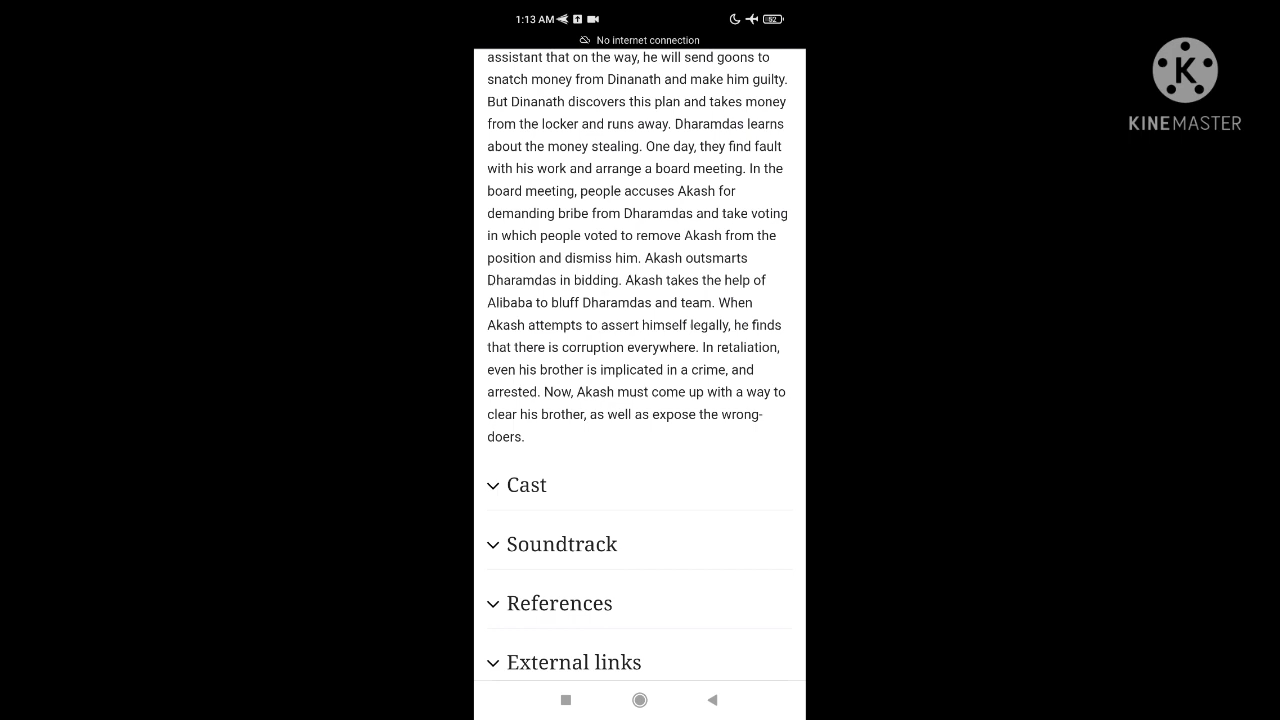 1:13 AM
52
No internet connection
assistant that on the way, he will send goons to
snatch money from Dinanath and make him guilty.
But Dinanath discovers this plan and takes money
from the locker and runs away. Dharamdas learns
about the money stealing. One day, they find fault
with his work and arrange a board meeting. In the
board meeting, people accuses Akash for
demanding bribe from Dharamdas and take voting
in which people voted to remove Akash from the
position and dismiss him. Akash outsmarts
Dharamdas in bidding. Akash takes the help of
Alibaba to bluff Dharamdas and team. When
Akash attempts to assert himself legally, he finds
that there is corruption everywhere. In retaliation,
even his brother is implicated in a crime, and
arrested. Now, Akash must come up with a way to
clear his brother, as well as expose the wrong-
doers.
Cast
Soundtrack
References
External links
K
KINEMASTER